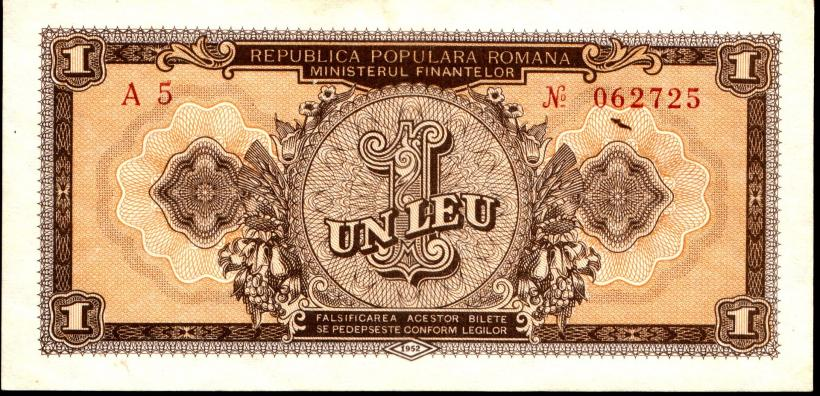 1 1
REPUBLICA POPULARA ROMANA
MINISTERUL FINANTELOR
A 5 № 062725
1
UN LEU
1 1
FALSIFICAREA ACESTOR BILETE
SE PEDEPSESTE CONFORM LEGILOR
1952